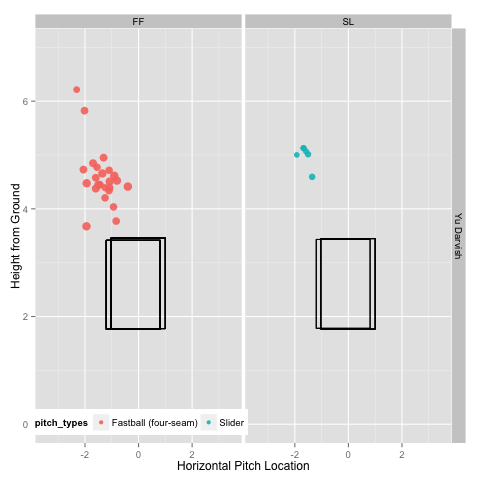 FF
SL
6
4
2
0
Height from Ground
Yu Darvish
pitch_types
Fastball (four-seam)
Slider
-2
0
2
-2
0
2
Horizontal Pitch Location